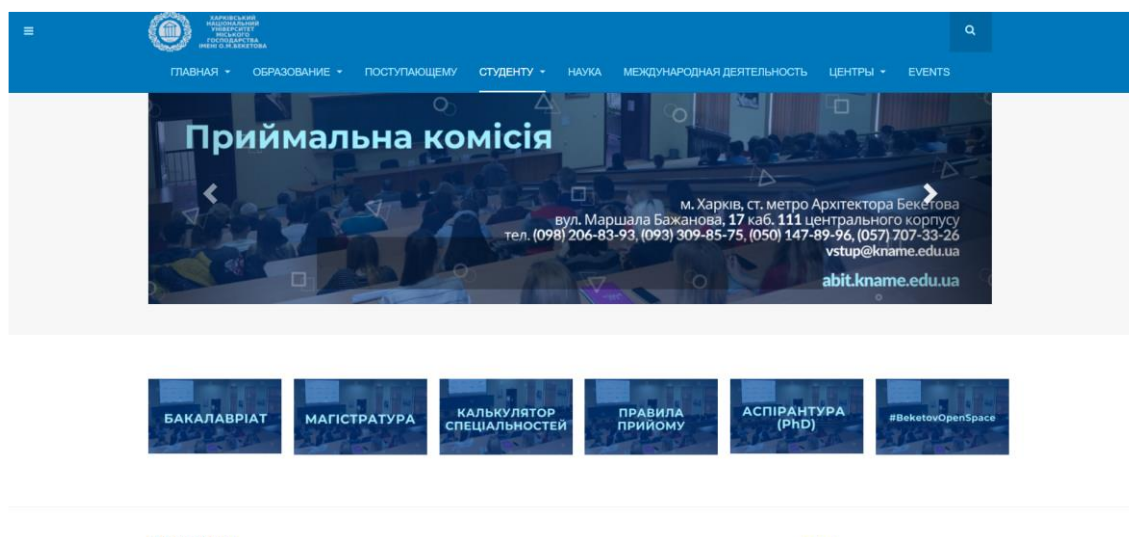 ХАРКІВСЬКИЙ
НАЦІОНАЛЬНИЙ
УНІВЕРСИТЕТ
МІСЬКОГО
ГОСПОДАРСТВА
ІМЕНІ О.М.БЕКЕТОВА
ГЛАВНАЯ ОБРАЗОВАНИЕ ПОСТУПАЮЩЕМУ СТУДЕНТУ НАУКА МЕЖДУНАРОДНАЯ ДЕЯТЕЛЬНОСТЬ ЦЕНТРЫ EVENTS
Приймальна комісія
м. Харків, ст. метро Архітектора Бекетова
вул. Маршала Бажанова, 17 каб. 111 центрального корпусу
тел. (098) 206-83-93, (093) 309-85-75, (050) 147-89-96, (057) 707-33-26
vstup@kname.edu.ua
abit.kname.edu.ua
БАКАЛАВРІАТ
МАГІСТРАТУРА
КАЛЬКУЛЯТОР
СПЕЦІАЛЬНОСТЕЙ
ПРАВИЛА
ПРИЙОМУ
АСПІРАНТУРА
(PhD)
#BeketovOpenSpace